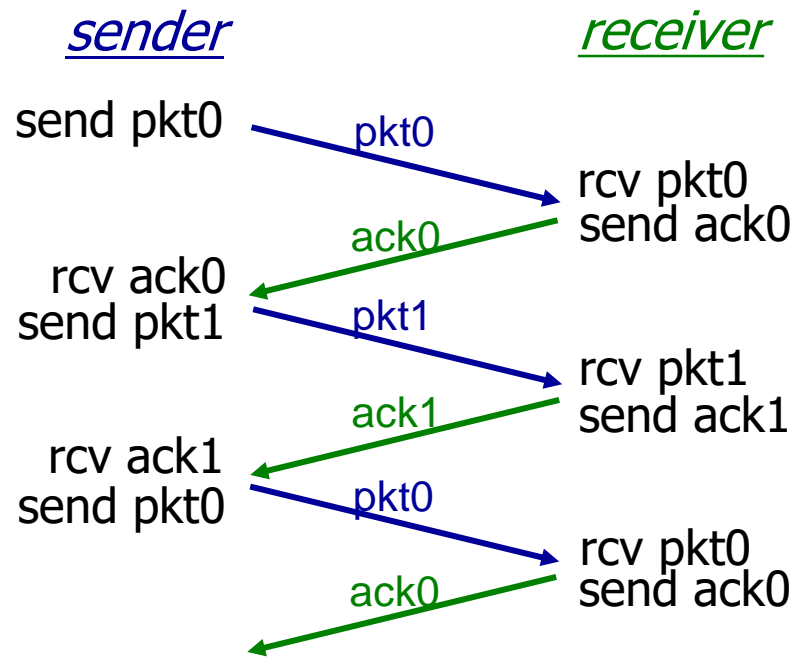 sender
receiver
send pkt0
pkt0
rcv pkt0
send ack0
ack0
rcv ack0
send pkt1
pkt1
rcv pkt1
send ack1
ack1
rcv ack1
send pkt0
pkt0
rcv pkt0
send ack0
ack0